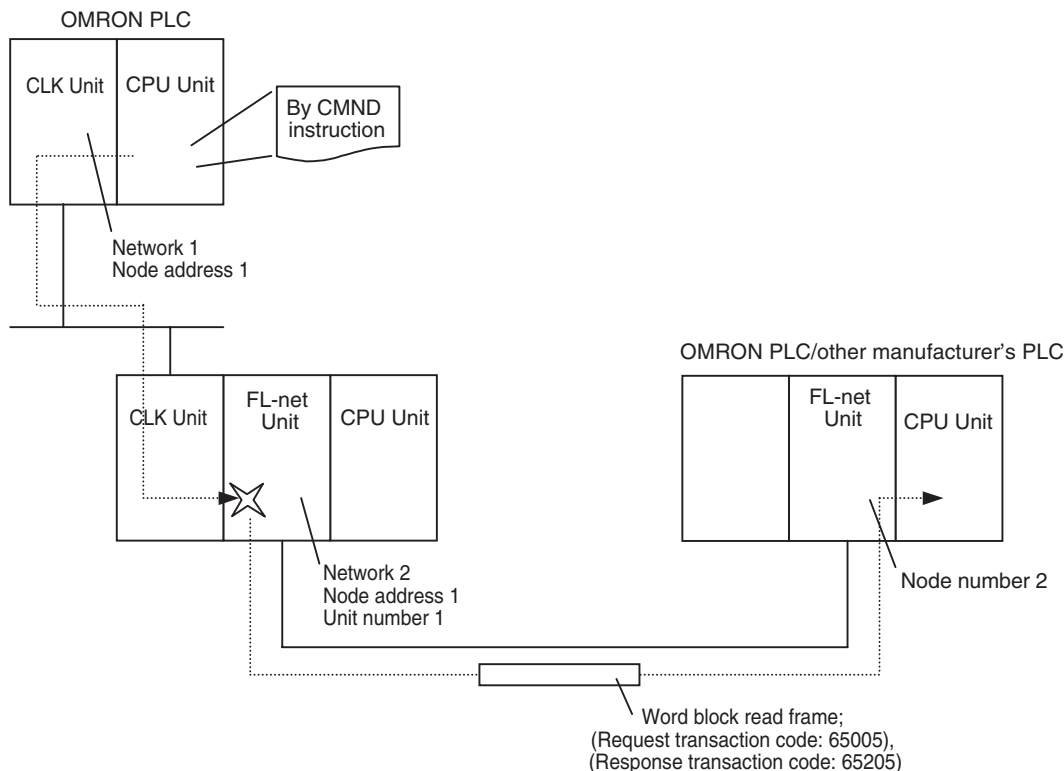 OMRON PLC
CLK Unit
CPU Unit
By CMND
instruction
Network 1
Node address 1
OMRON PLC/other manufacturer's PLC
CLK Unit
FL-net
Unit
CPU Unit
FL-net
Unit
CPU Unit
Network 2
Node address 1
Unit number 1
Node number 2
Word block read frame;
(Request transaction code: 65005),
(Response transaction code: 65205)